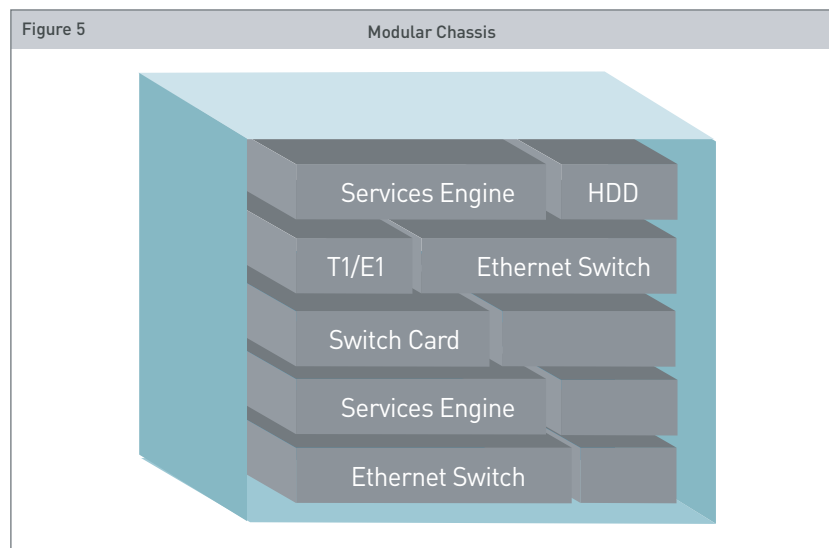 Figure 5
Modular Chassis
Services Engine
HDD
T1/E1
Ethernet Switch
Switch Card
Services Engine
Ethernet Switch